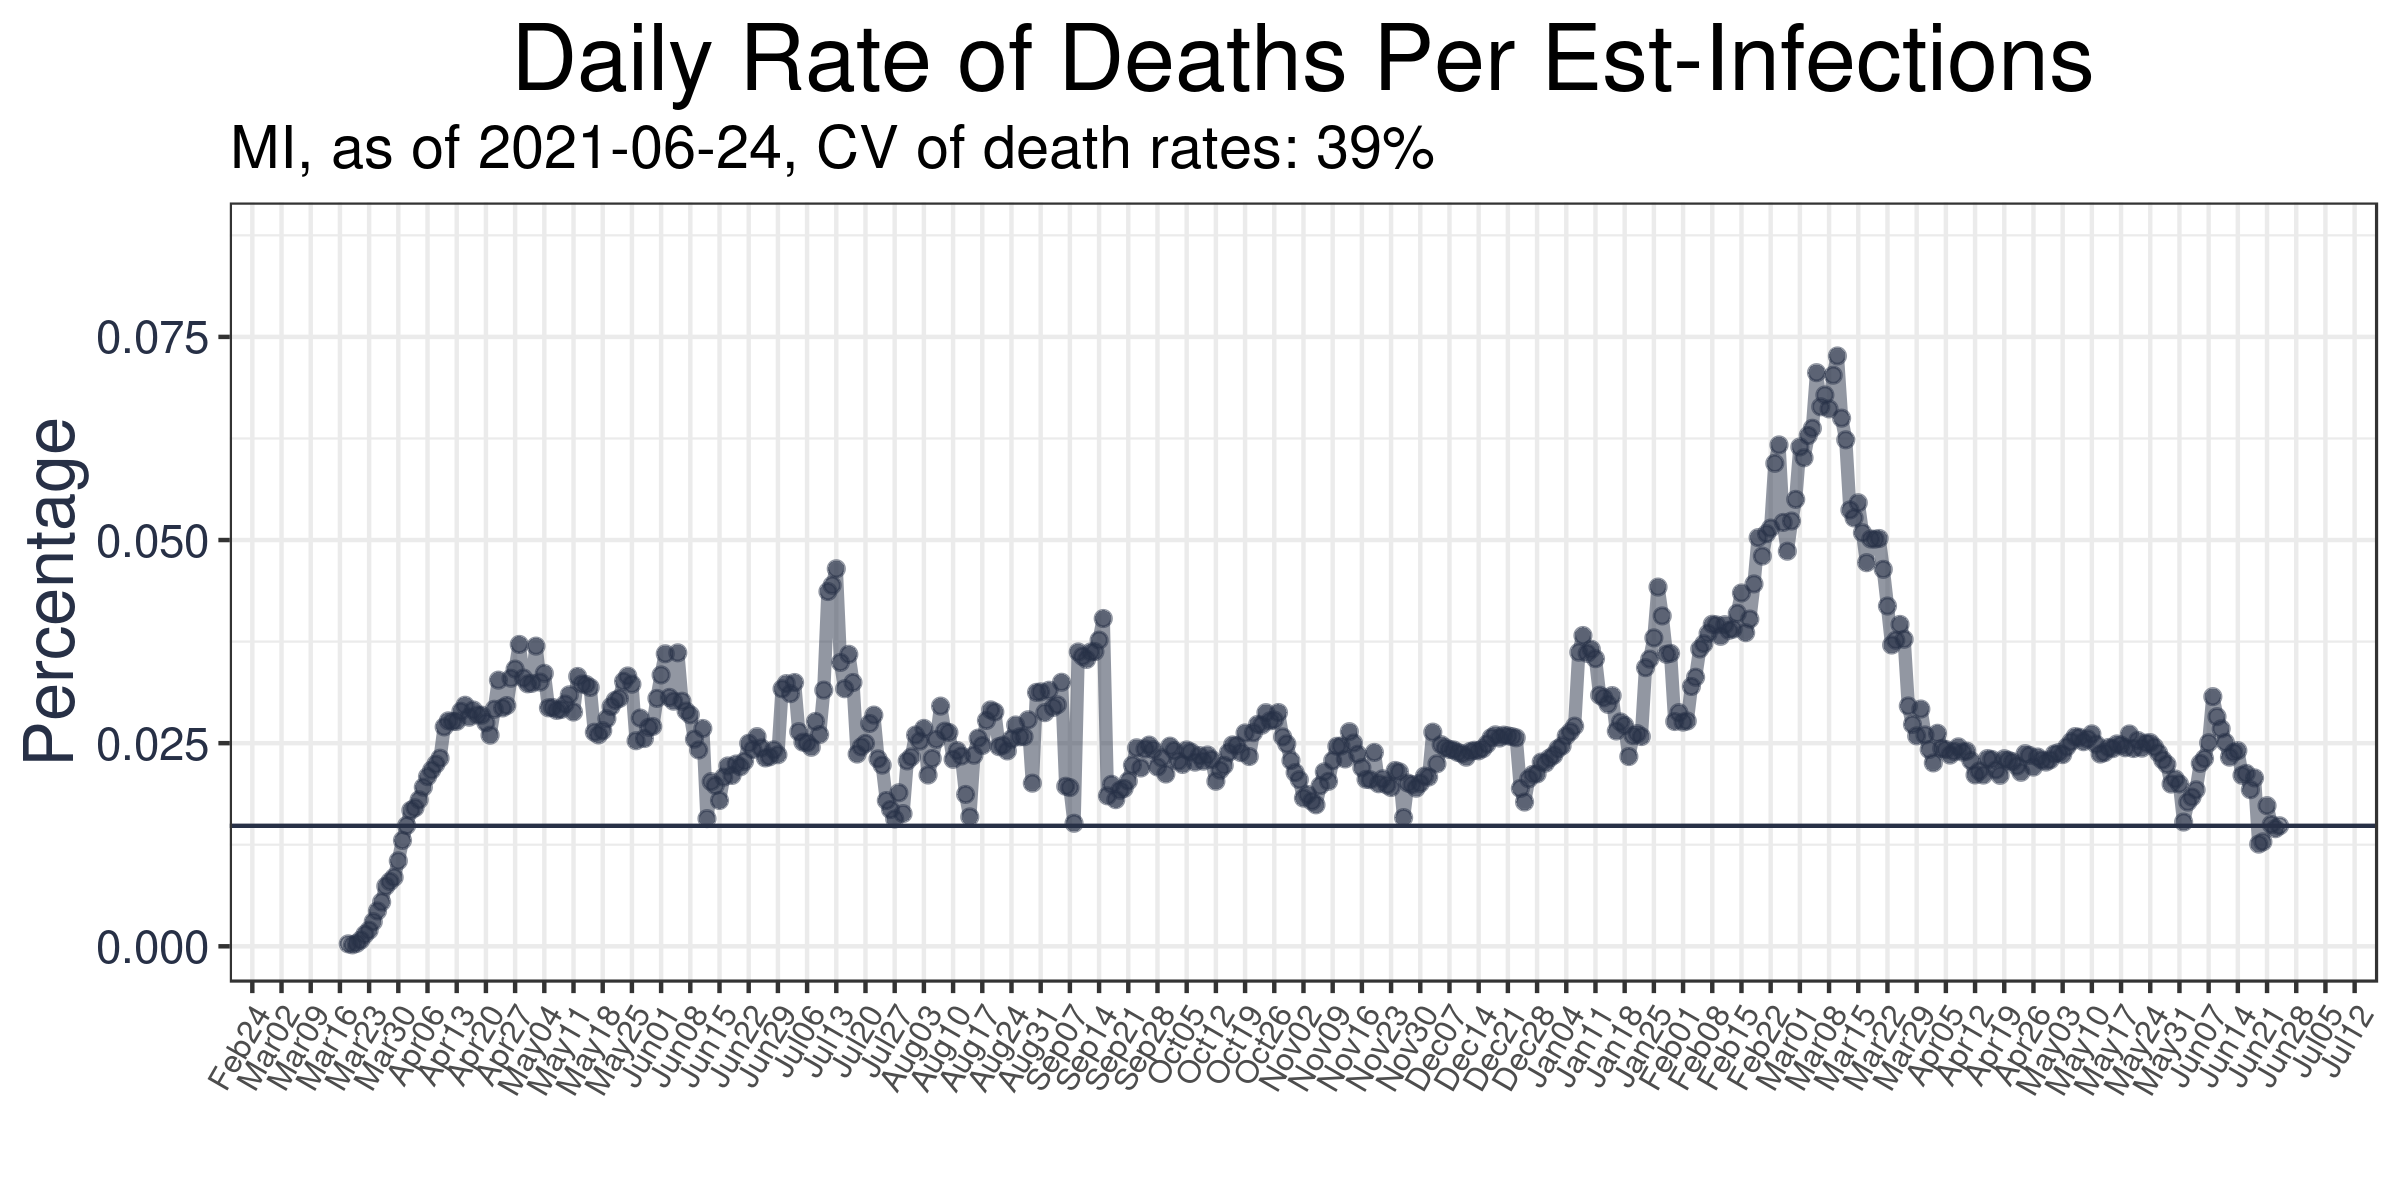 Daily Rate of Deaths Per Est-Infections
MI, as of 2021-06-24, CV of death rates: 39%
Percentage
0.075
0.050
0.025
0.000
Feb24
Mar02
Mar09
Mar16
Mar23
Mar30
Apr06
Apr13
Apr20
Apr27
May04
May11
May18
May25
Jun01
Jun08
Jun15
Jun22
Jun29
Jul06
Jul13
Jul20
Jul27
Aug03
Aug10
Aug17
Aug24
Aug31
Sep07
Sep14
Sep21
Sep28
Oct05
Oct12
Oct19
Oct26
Nov02
Nov09
Nov16
Nov23
Nov30
Dec07
Dec14
Dec21
Dec28
Jan04
Jan11
Jan18
Jan25
Feb01
Feb08
Feb15
Feb22
Mar01
Mar08
Mar15
Mar22
Mar29
Apr05
Apr12
Apr19
Apr26
May03
May10
May17
May24
May31
Jun07
Jun14
Jun21
Jun28
Jul05
Jul12